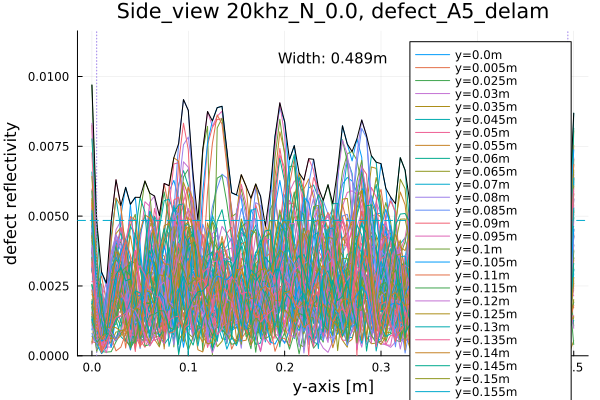 Side_view 20khz_N_0.0, defect_A5_delam
Width: 0.489m
defect reflectivity
0.0100
0.0075
0.0050
0.0025
0.0000
0.0
0.1
0.2
0.3
.5
y-axis [m]
y=0.0m
y=0.005m
y=0.025m
y=0.03m
y=0.035m
y=0.045m
y=0.05m
y=0.055m
y=0.06m
y=0.065m
y=0.07m
y=0.08m
y=0.085m
y=0.09m
y=0.095m
y=0.1m
y=0.105m
y=0.11m
y=0.115m
y=0.12m
y=0.125m
y=0.13m
y=0.135m
y=0.14m
y=0.145m
y=0.15m
y=0.155m